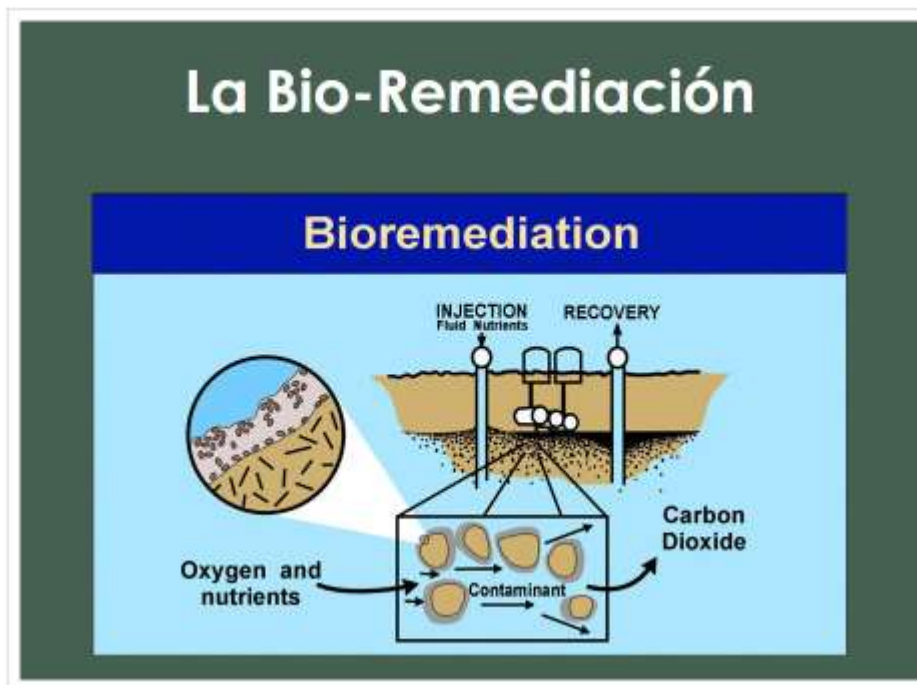 La Bio-Remediación
Bioremediation
INJECTION
Fluid Nutrients
RECOVERY
Carbon
Dioxide
Oxygen and
nutrients
Contaminant